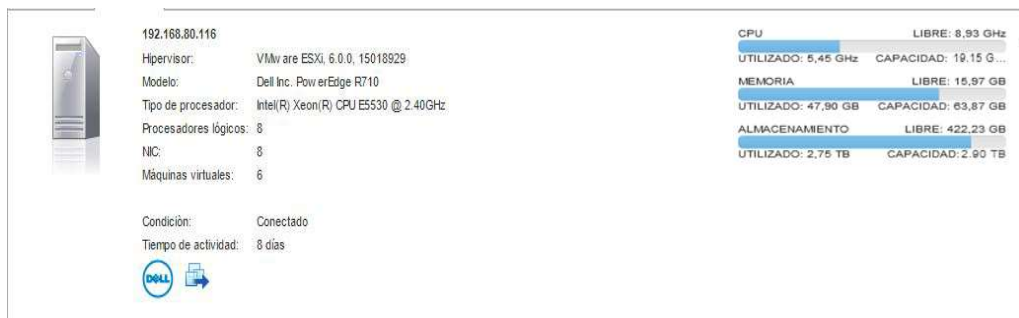 192.168.80.116
Hipervisor: VMware ESXi, 6.0.0, 15018929
Modelo: Dell Inc. PowerEdge R710
Tipo de procesador: Intel(R) Xeon(R) CPU E5530 @ 2.40GHz
Procesadores lógicos: 8
NIC: 8
Máquinas virtuales: 6
Condiciòn: Conectado
Tiempo de actividad: 8 días
DELL
CPU LIBRE: 8,93 GHz
UTILIZADO: 5,45 GHz CAPACIDAD: 19.15 G...
MEMORIA LIBRE: 15,97 GB
UTILIZADO: 47,90 GB CAPACIDAD: 63,87 GB
ALMACENAMIENTO LIBRE: 422,23 GB
UTILIZADO: 2,75 TB CAPACIDAD: 2.90 TB